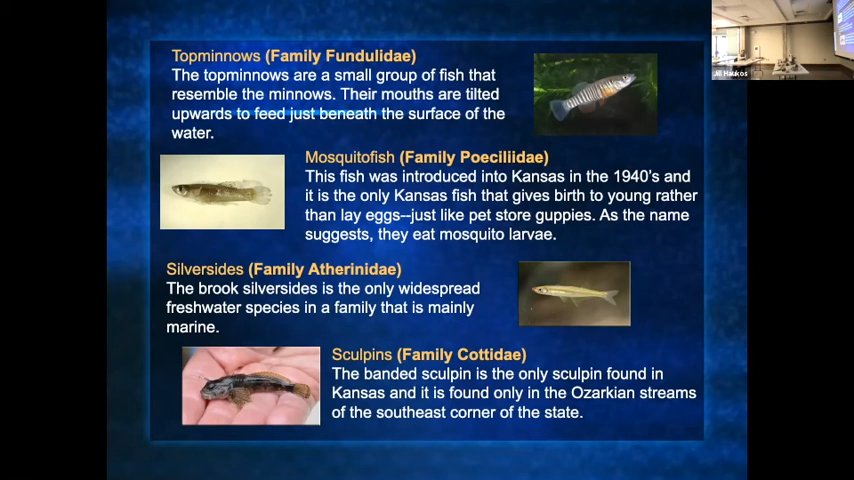 Topminnows (Family Fundulidae)
The topminnows are a small group of fish that
resemble the minnows. Their mouths are tilted
upwards to feed just beneath the surface of the
water.
Mosquitofish (Family Poeciliidae)
This fish was introduced into Kansas in the 1940's and
it is the only Kansas fish that gives birth to young rather
than lay eggs--just like pet store guppies. As the name
suggests, they eat mosquito larvae.
Silversides (Family Atherinidae)
The brook silversides is the only widespread
freshwater species in a family that is mainly
marine.
Sculpins (Family Cottidae)
The banded sculpin is the only sculpin found in
Kansas and it is found only in the Ozarkian streams
of the southeast corner of the state.
Jill Haukos